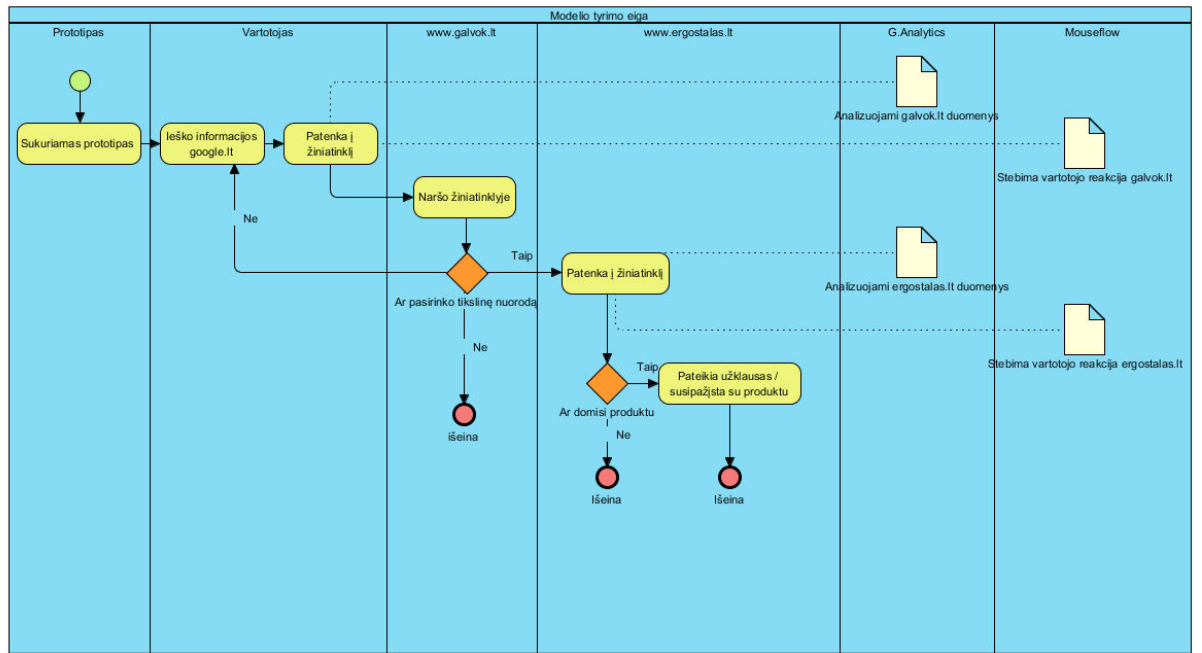 Modelio tyrimo eiga
Prototipas
Vartotojas
www.galvok.lt
www.ergostalas.lt
G.Analytics
Mouseflow
Sukuriamas prototipas
Ieško informacijos
google.lt
Patenka į
žiniatinklį
Analizuojami galvok.lt duomenys
Stebima vartotojo reakcija galvok.lt
Naršo žiniatinklyje
Ne
Taip
Ar pasirinko tikslinę nuorodą
Patenka į žiniatinklį
Analizuojami ergostalas.lt duomenys
Ne
Stebima vartotojo reakcija ergostalas.lt
Taip
Pateikia užklausas /
susipažįsta su produktu
Ar domisi produktu
išeina
Ne
Išeina
Išeina